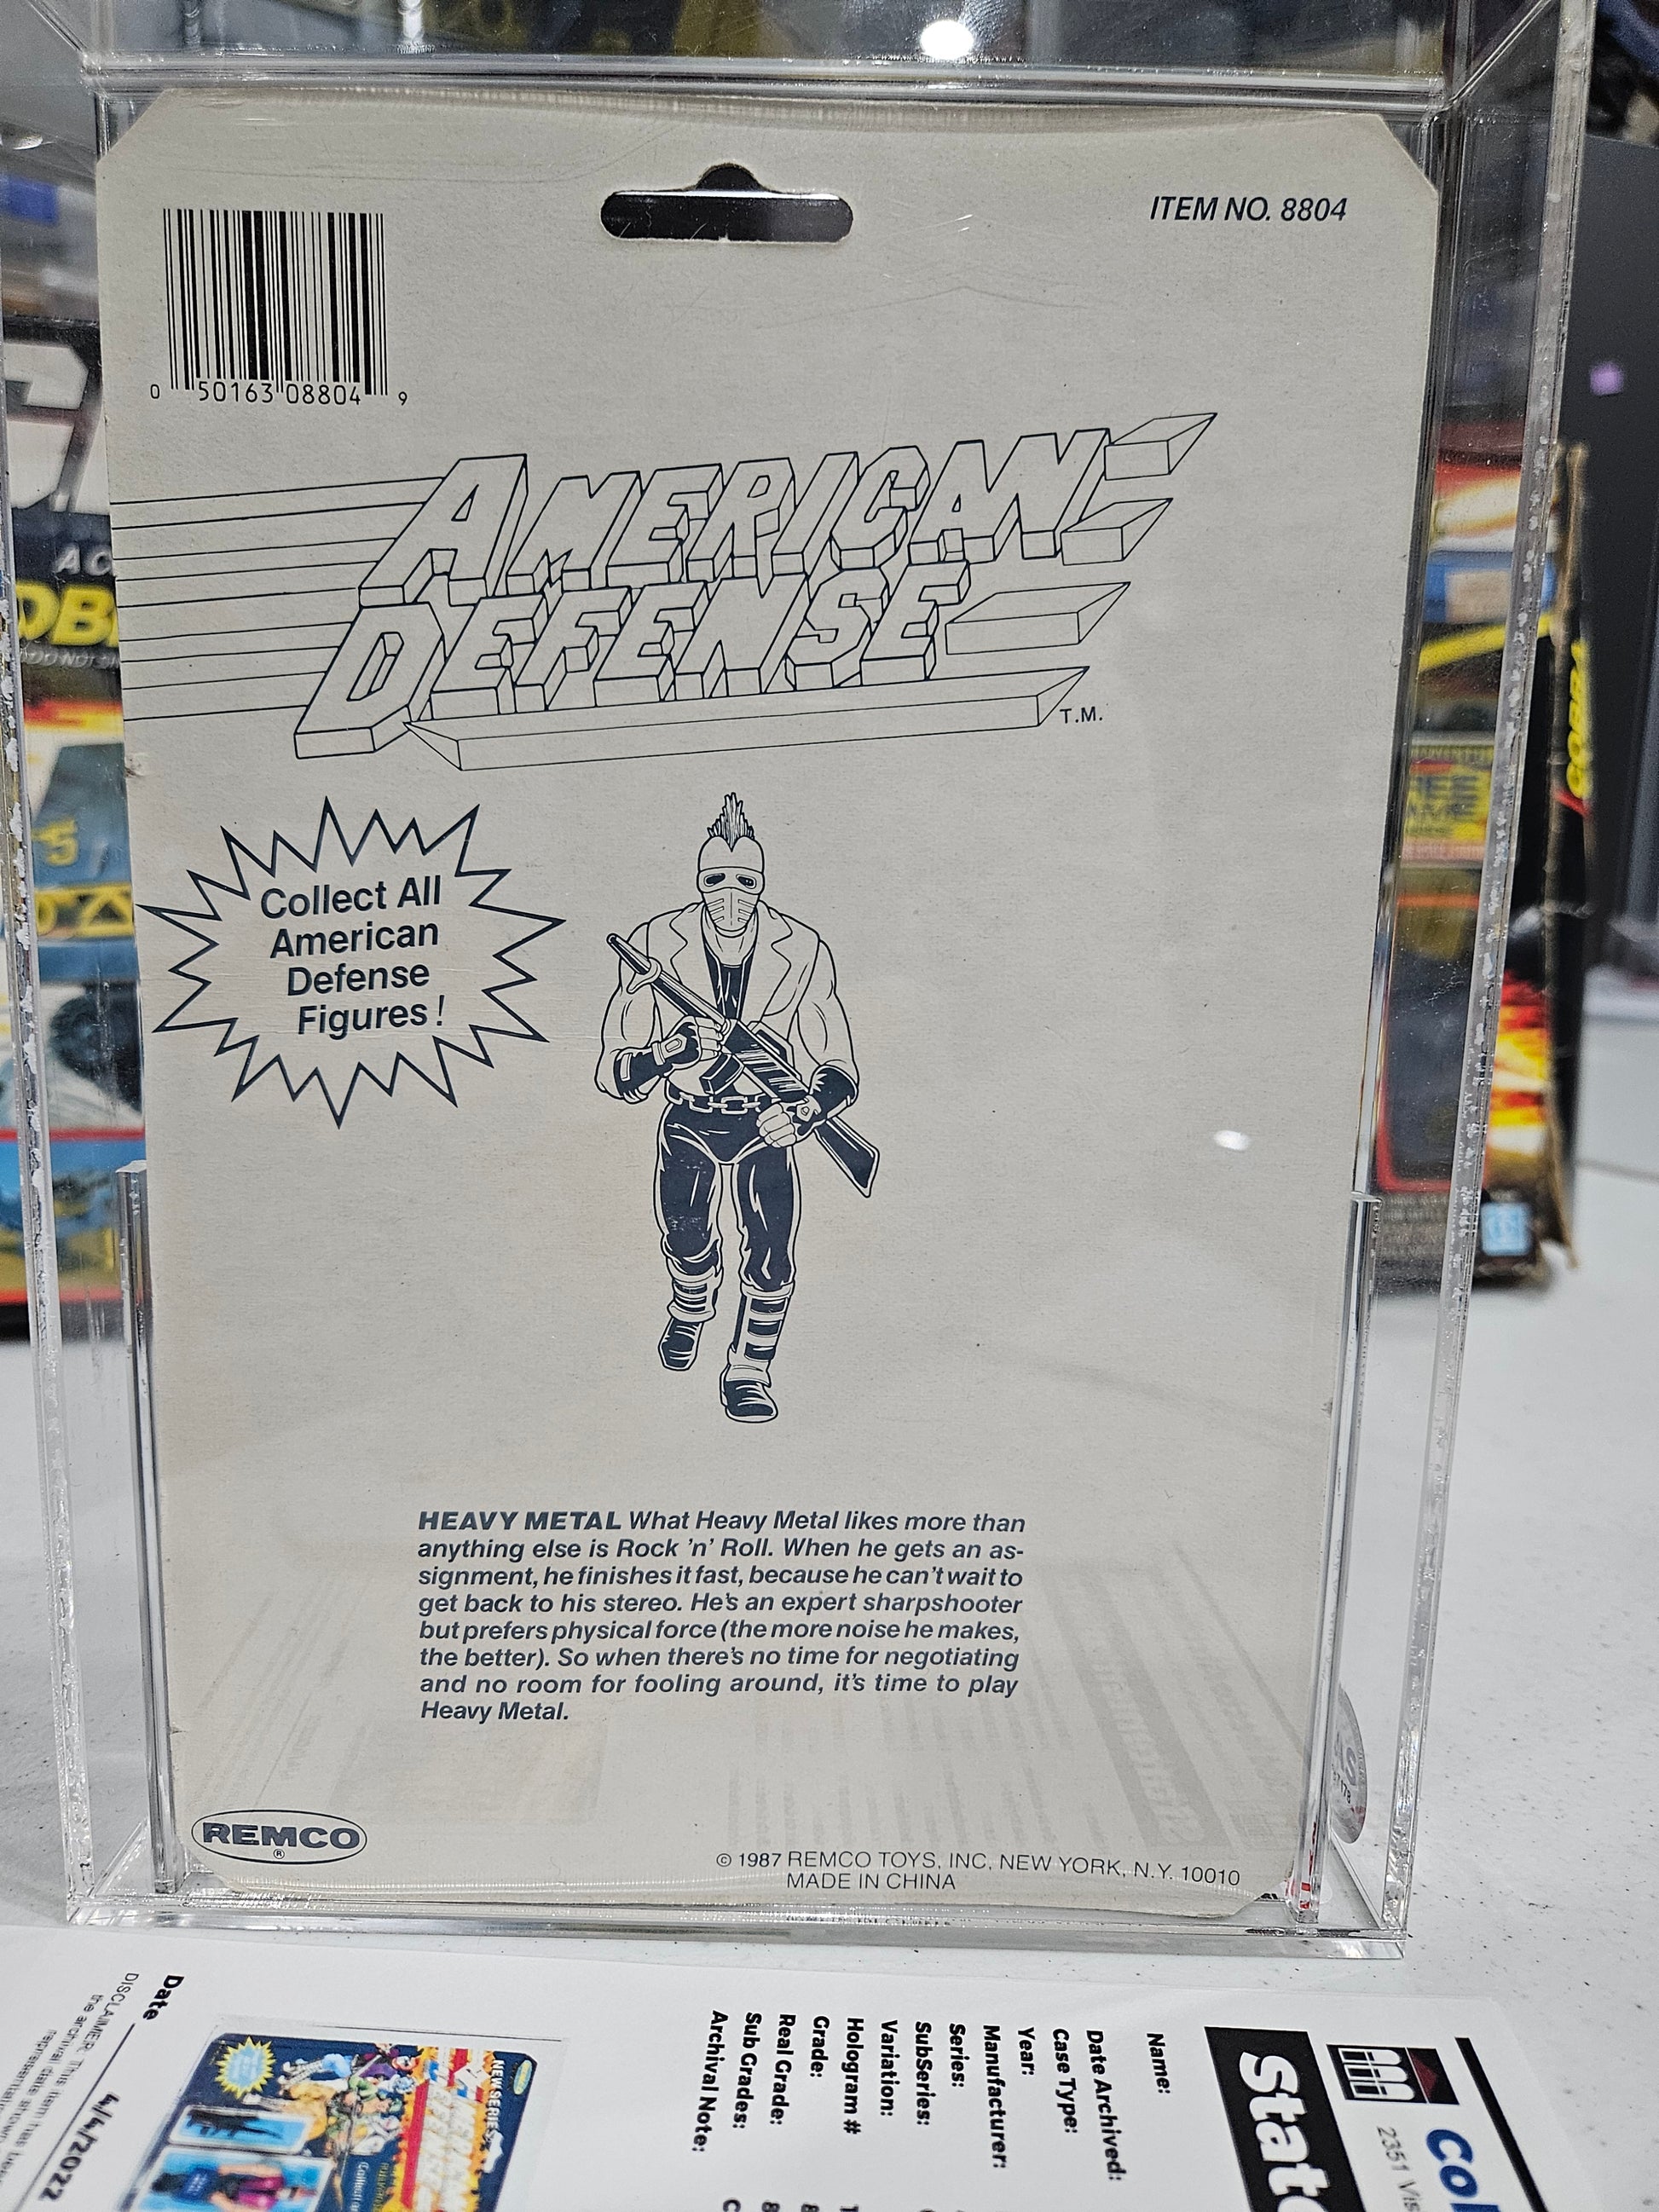 ITEM NO. 8804
0 50163 08804 9
AMERICAN
DEFENSE
T.M.
Collect All
American
Defense
Figures!
HEAVY METAL What Heavy Metal likes more than
anything else is Rock 'n' Roll. When he gets an as-
signment, he finishes it fast, because he can't wait to
get back to his stereo. He's an expert sharpshooter
but prefers physical force (the more noise he makes,
the better). So when there's no time for negotiating
and no room for fooling around, it's time to play
Heavy Metal.
REMCO
®
© 1987 REMCO TOYS, INC, NEW YORK, N.Y. 10010
MADE IN CHINA
Name:
Date Archived:
Case Type:
Year:
Manufacturer:
Series:
SubSeries:
Variation:
Hologram #
Grade:
Real Grade:
Sub Grades:
Archival Note:
Date
4/4/2022
NEW SERIES